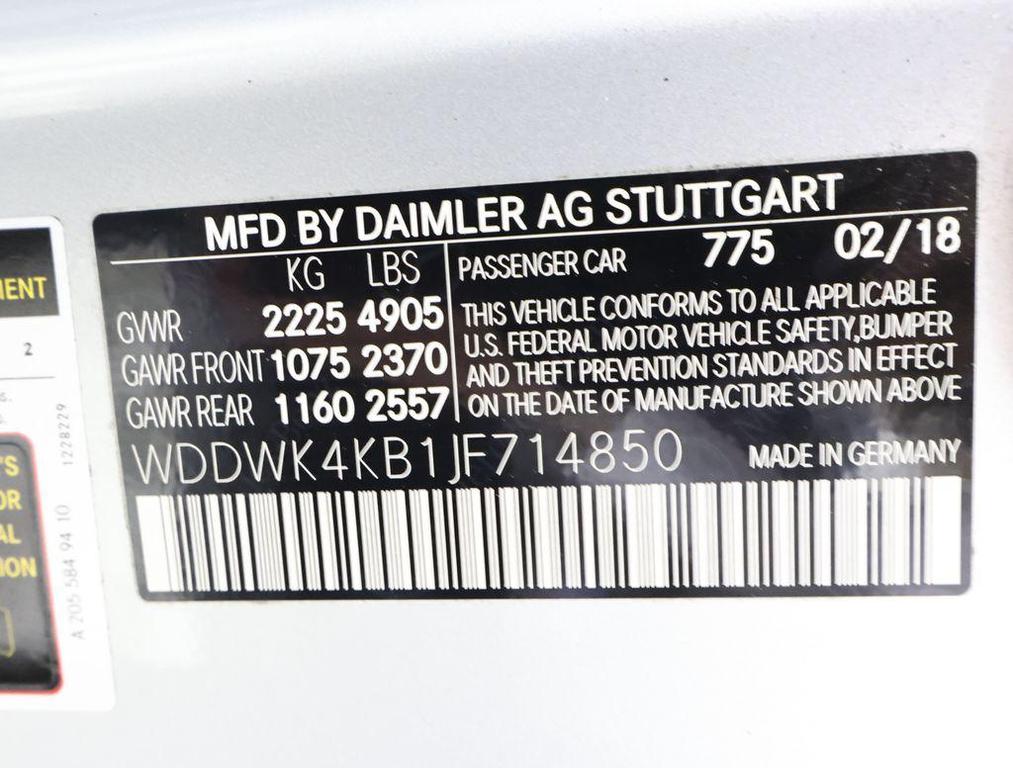 MFD BY DAIMLER AG STUTTGART
KG LBS
GVWR 2225 4905
GAWR FRONT 1075 2370
GAWR REAR 1160 2557
PASSENGER CAR 775 02/18
THIS VEHICLE CONFORMS TO ALL APPLICABLE
U.S. FEDERAL MOTOR VEHICLE SAFETY,BUMPER
AND THEFT PREVENTION STANDARDS IN EFFECT
ON THE DATE OF MANUFACTURE SHOWN ABOVE
WDDWK4KB1JF714850 MADE IN GERMANY
2
1228229
A 205 584 94 10